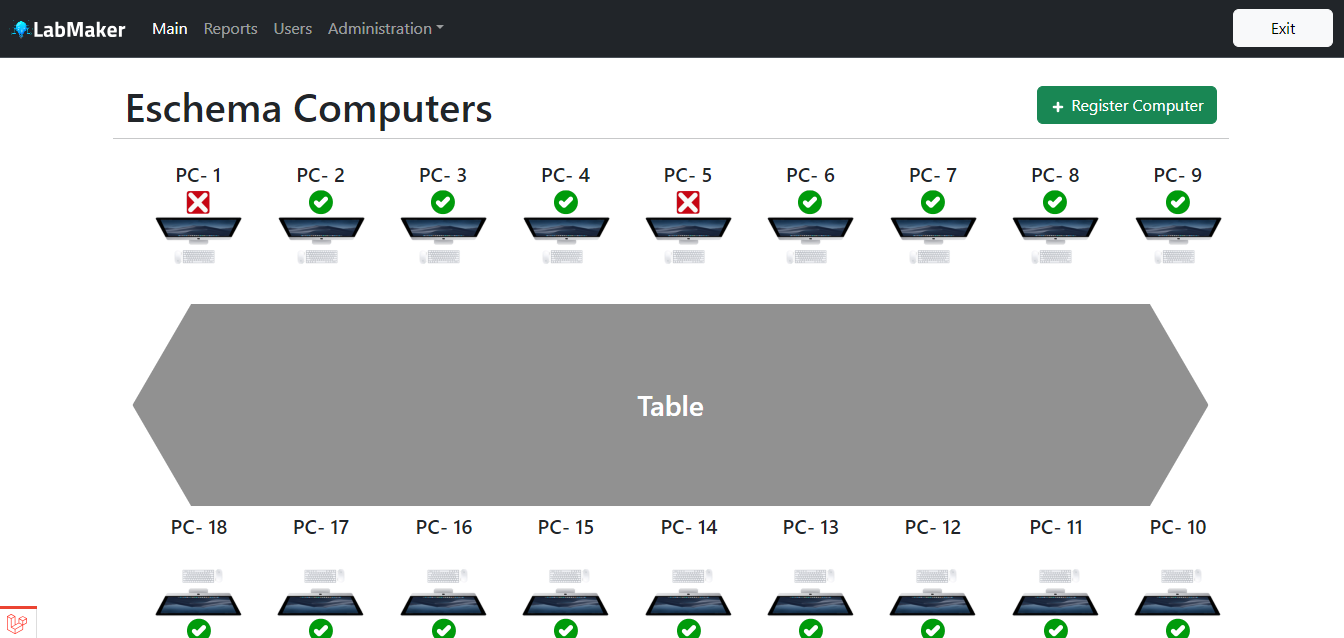 LabMaker Main Reports Users Administration Exit
Eschema Computers
+ Register Computer
PC- 1 PC- 2 PC- 3 PC- 4 PC- 5 PC- 6 PC- 7 PC- 8 PC- 9
Table
PC- 18 PC- 17 PC- 16 PC- 15 PC- 14 PC- 13 PC- 12 PC- 11 PC- 10